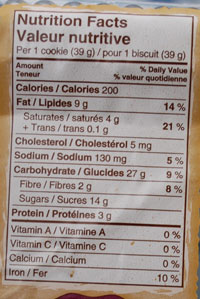 Nutrition Facts
Valeur nutritive
Per 1 cookie (39 g) / pour 1 biscuit (39 g)
Amount % Daily Value
Teneur % valeur quotidienne
Calories / Calories 200
Fat / Lipides 9 g 14 %
Saturates / saturés 4 g
+ Trans / trans 0.1 g 21 %
Cholesterol / Cholestérol 5 mg
Sodium / Sodium 130 mg 5 %
Carbohydrate / Glucides 27 g 9 %
Fibre / Fibres 2 g 8 %
Sugars / Sucres 14 g
Protein / Protéines 3 g
Vitamin A / Vitamine A 0 %
Vitamin C / Vitamine C 0 %
Calcium / Calcium 0 %
Iron / Fer 10 %